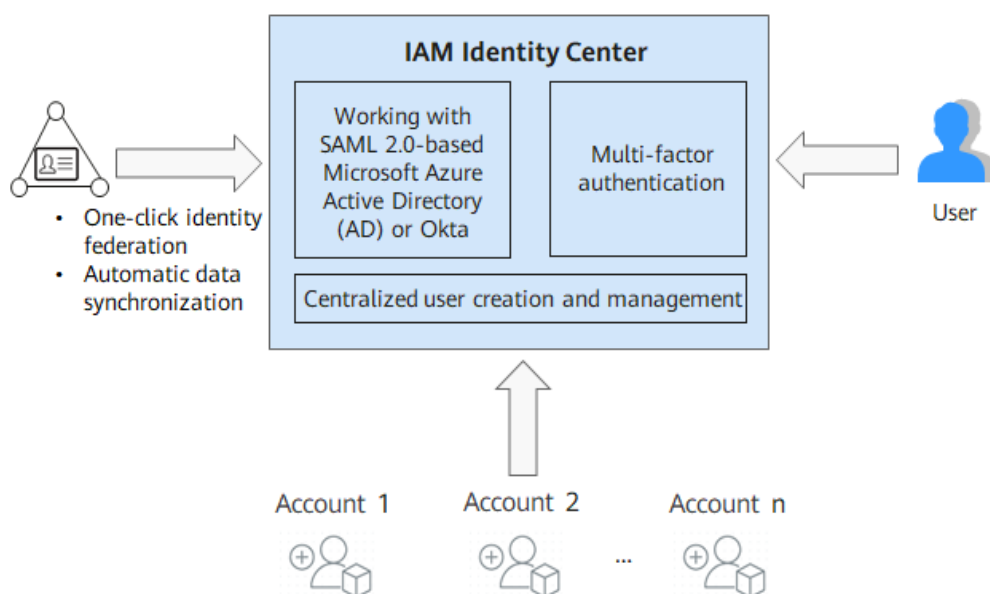 IAM Identity Center
Working with
SAML 2.0-based
Microsoft Azure
Active Directory
(AD) or Okta
Multi-factor
authentication
Centralized user creation and management
• One-click identity
federation
• Automatic data
synchronization
User
Account 1
Account 2
Account n
...